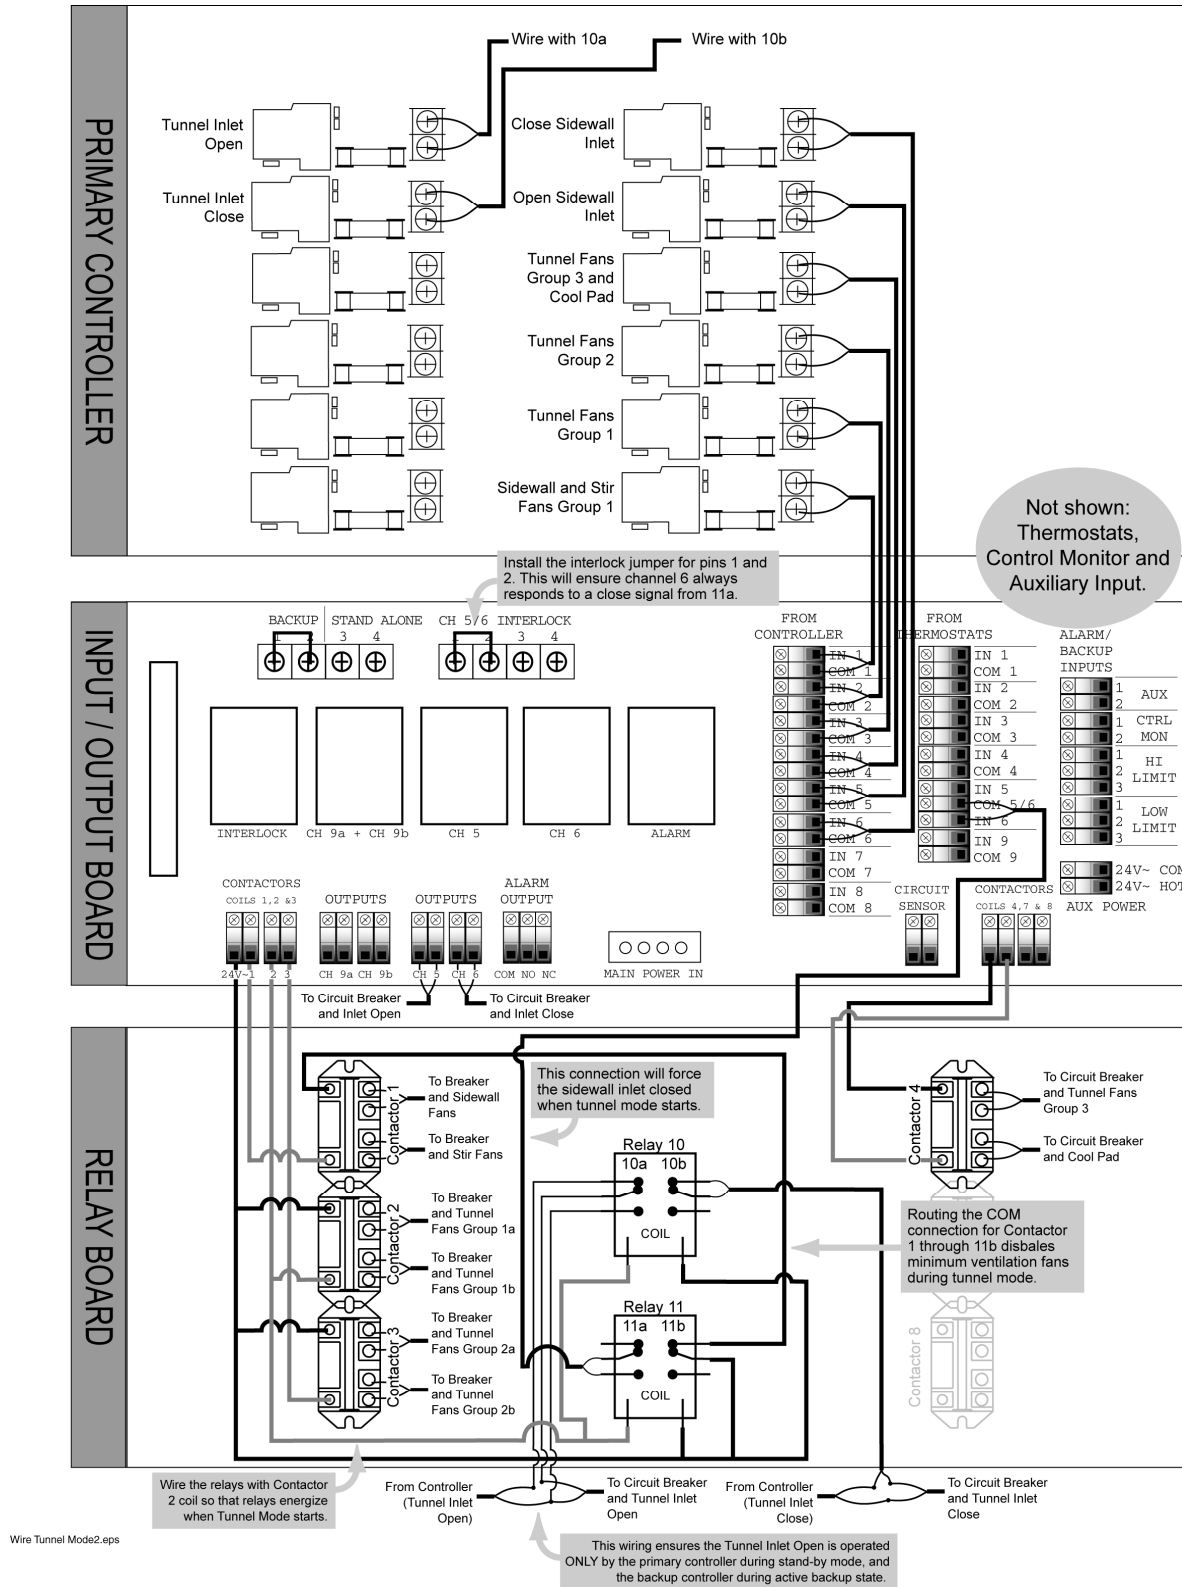 Wire with 10a
Wire with 10b
PRIMARY CONTROLLER
Tunnel Inlet
Open
Close Sidewall
Inlet
Tunnel Inlet
Close
Open Sidewall
Inlet
Tunnel Fans
Group 3 and
Cool Pad
Tunnel Fans
Group 2
Tunnel Fans
Group 1
Sidewall and Stir
Fans Group 1
Not shown:
Thermostats,
Control Monitor and
Auxiliary Input.
Install the interlock jumper for pins 1 and
2. This will ensure channel 6 always
responds to a close signal from 11a.
INPUT / OUTPUT BOARD
BACKUP STAND ALONE
1 2 3 4
CH 5/6 INTERLOCK
1 2 3 4
INTERLOCK
CH 9a + CH 9b
CH 5
CH 6
ALARM
FROM
CONTROLLER
IN 1
COM 1
IN 2
COM 2
IN 3
COM 3
IN 4
COM 4
IN 5
COM 5
IN 6
COM 6
IN 7
COM 7
IN 8
COM 8
FROM
THERMOSTATS
IN 1
COM 1
IN 2
COM 2
IN 3
COM 3
IN 4
COM 4
IN 5
COM 5/6
IN 6
IN 9
COM 9
ALARM/
BACKUP
INPUTS
1
2
AUX
1
2
CTRL
MON
1
2
3
HI
LIMIT
1
2
3
LOW
LIMIT
24V~ COM
24V~ HOT
AUX POWER
CONTACTORS
COILS 1,2 &3
24V~1 2 3
OUTPUTS
CH 9a CH 9b
OUTPUTS
CH 5 CH 6
ALARM
OUTPUT
COM NO NC
MAIN POWER IN
CIRCUIT
SENSOR
CONTACTORS
COILS 4,7 & 8
To Circuit Breaker
and Inlet Open
To Circuit Breaker
and Inlet Close
RELAY BOARD
Contactor 1
To Breaker
and Sidewall
Fans
To Breaker
and Stir Fans
Contactor 2
To Breaker
and Tunnel
Fans Group 1a
To Breaker
and Tunnel
Fans Group 1b
Contactor 3
To Breaker
and Tunnel
Fans Group 2a
To Breaker
and Tunnel
Fans Group 2b
This connection will force
the sidewall inlet closed
when tunnel mode starts.
Relay 10
10a 10b
COIL
Relay 11
11a 11b
COIL
Contactor 4
To Circuit Breaker
and Tunnel Fans
Group 3
To Circuit Breaker
and Cool Pad
Routing the COM
connection for Contactor
1 through 11b disbales
minimum ventilation fans
during tunnel mode.
Contactor 8
Wire the relays with Contactor
2 coil so that relays energize
when Tunnel Mode starts.
From Controller
(Tunnel Inlet
Open)
To Circuit Breaker
and Tunnel Inlet
Open
From Controller
(Tunnel Inlet
Close)
To Circuit Breaker
and Tunnel Inlet
Close
This wiring ensures the Tunnel Inlet Open is operated
ONLY by the primary controller during stand-by mode, and
the backup controller during active backup state.
Wire Tunnel Mode2.eps